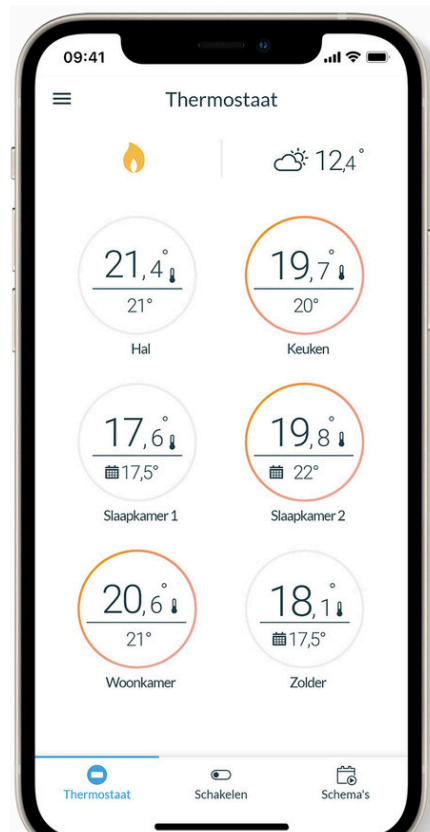 09:41
Thermostaat
12,4°
21,4°
21°
Hal
19,7°
20°
Keuken
17,6°
17,5°
Slaapkamer 1
19,8°
22°
Slaapkamer 2
20,6°
21°
Woonkamer
18,1°
17,5°
Zolder
Thermostaat
Schakelen
Schema's